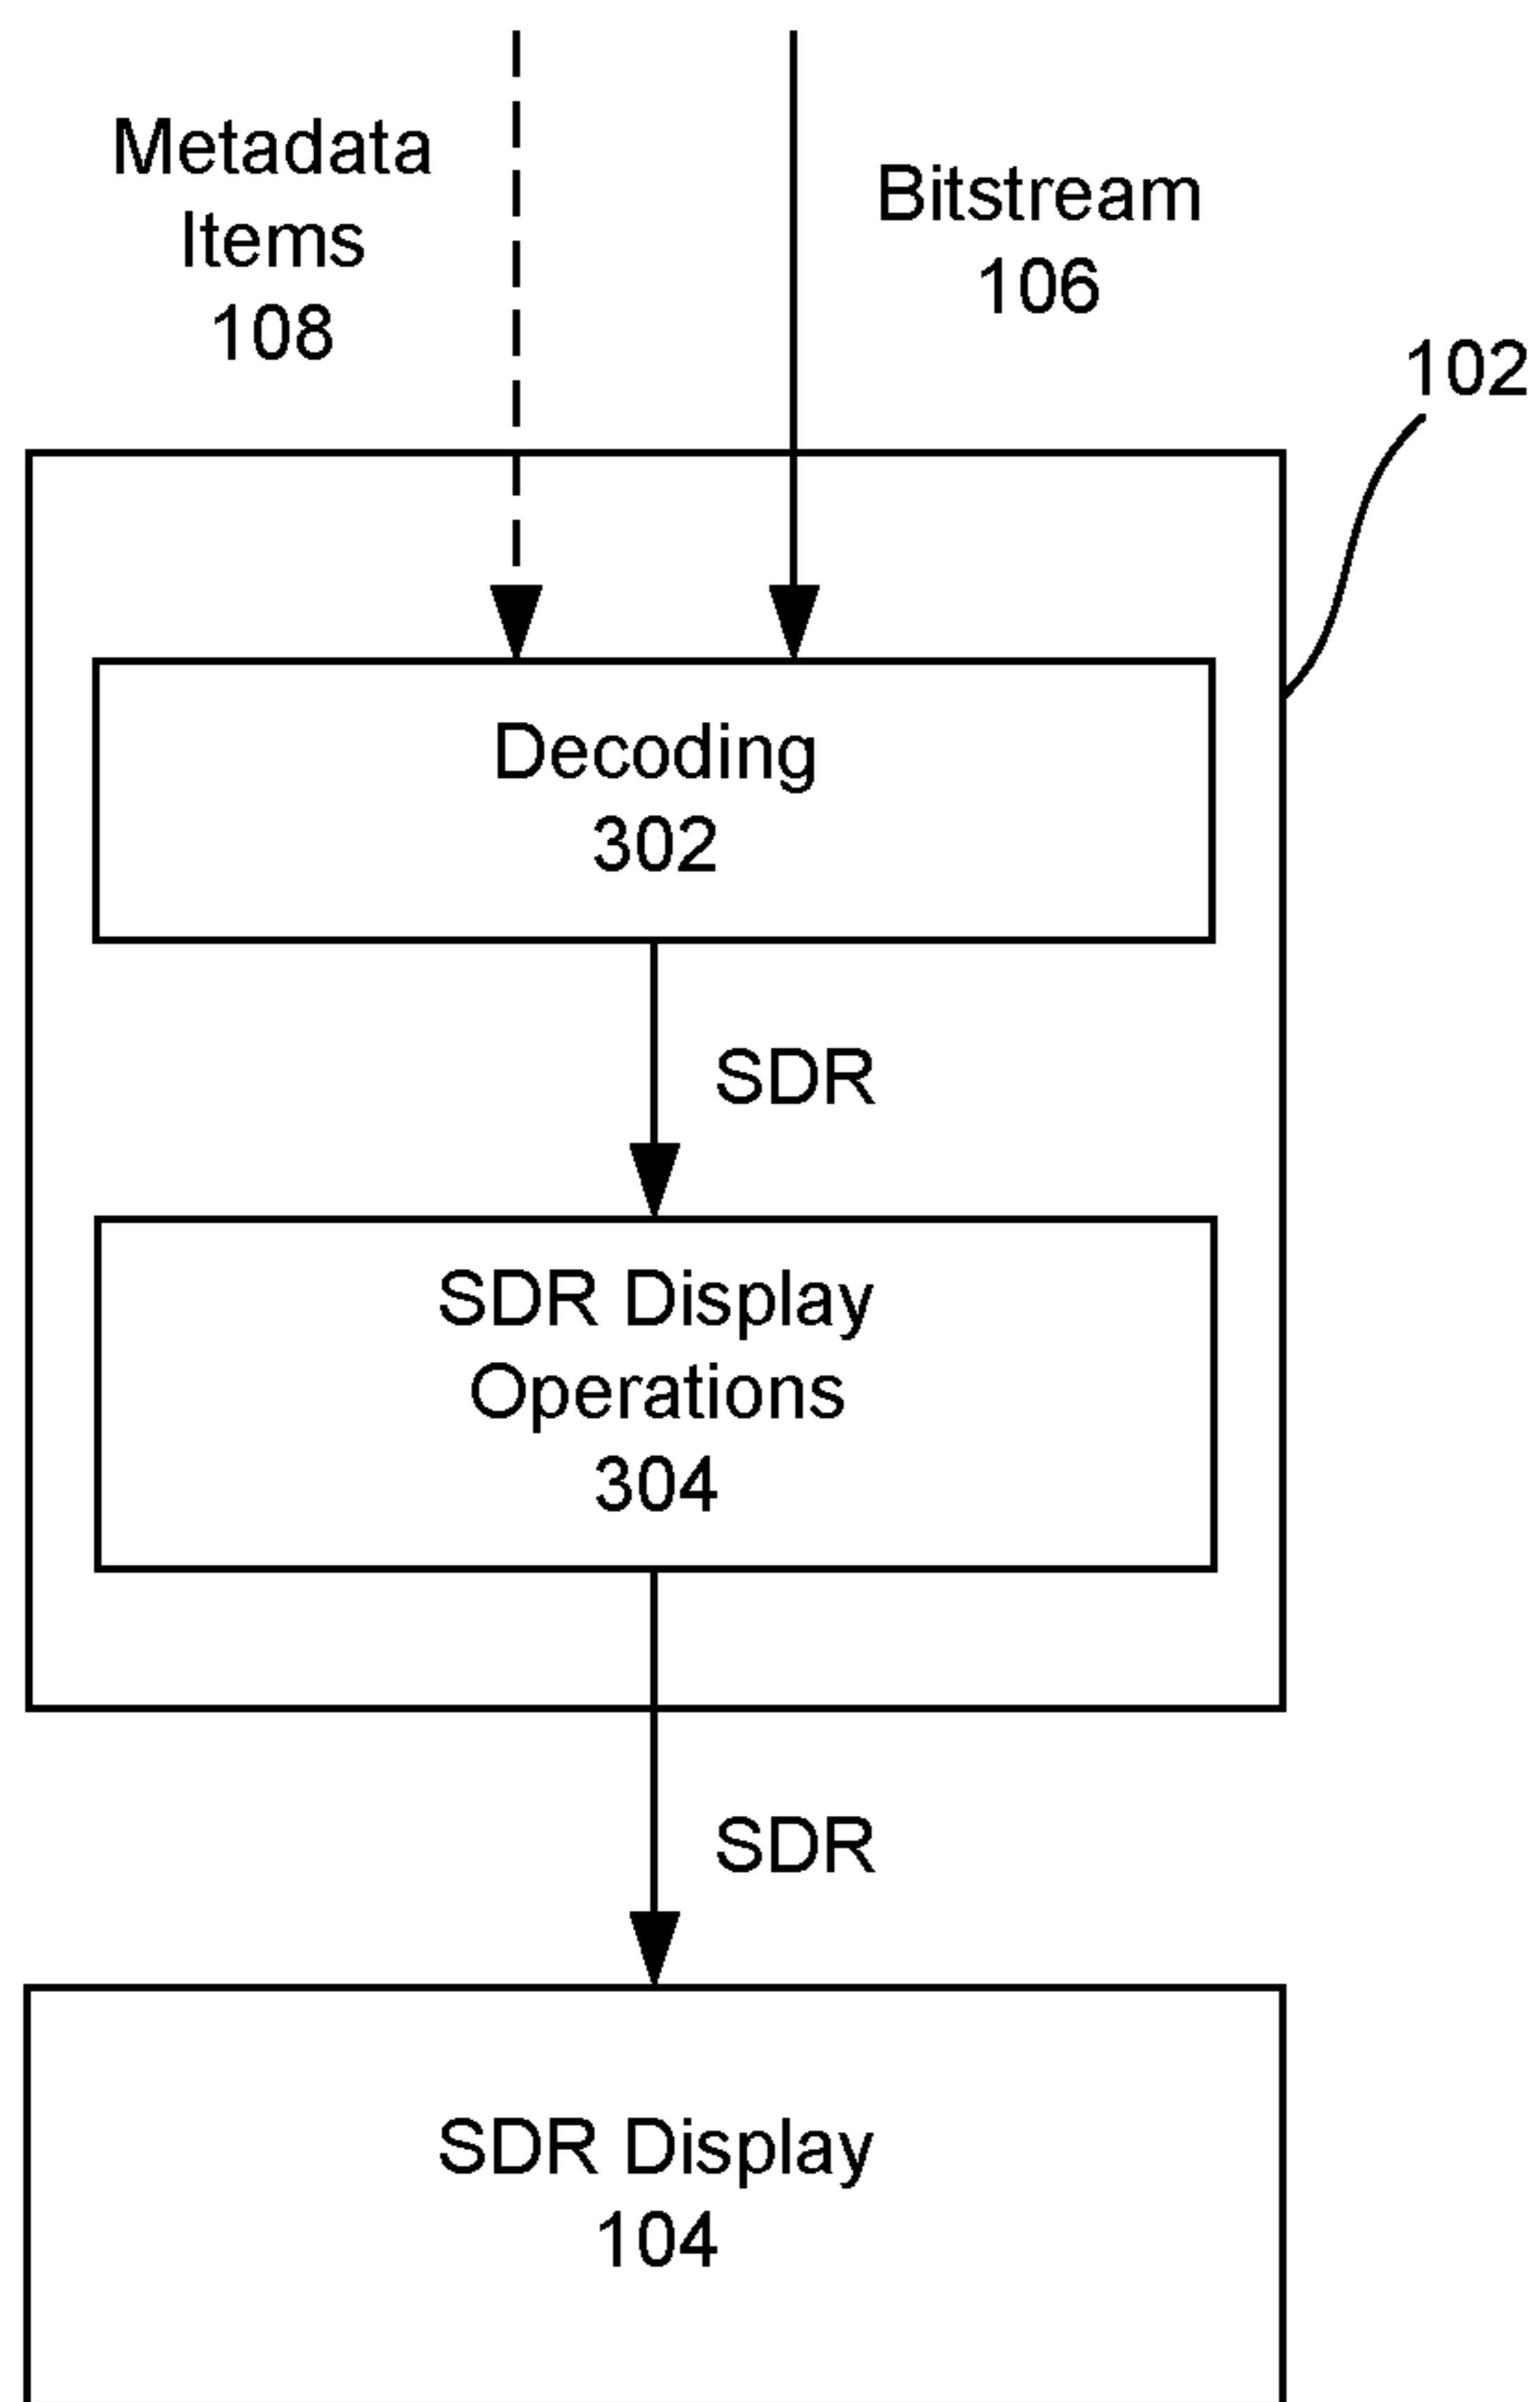 Metadata
Items
108
Bitstream
106
102
Decoding
302
SDR
SDR Display
Operations
304
SDR
SDR Display
104